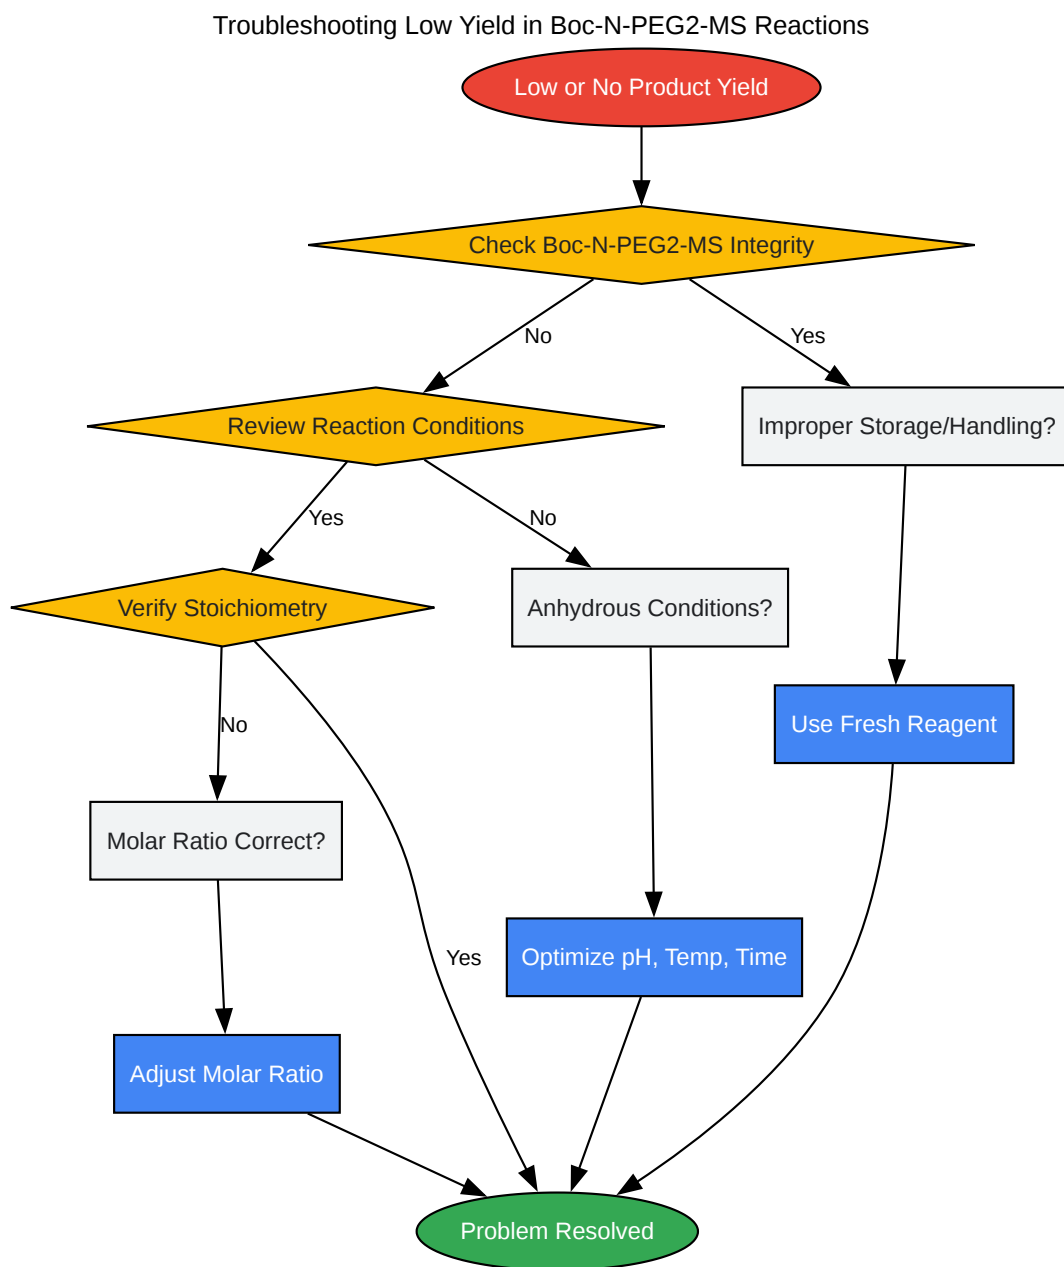 Troubleshooting Low Yield in Boc-N-PEG2-MS Reactions
Low or No Product Yield
Check Boc-N-PEG2-MS Integrity
No
Yes
Review Reaction Conditions
Improper Storage/Handling?
Yes
No
Verify Stoichiometry
Anhydrous Conditions?
No
Use Fresh Reagent
Molar Ratio Correct?
Yes
Optimize pH, Temp, Time
Adjust Molar Ratio
Problem Resolved